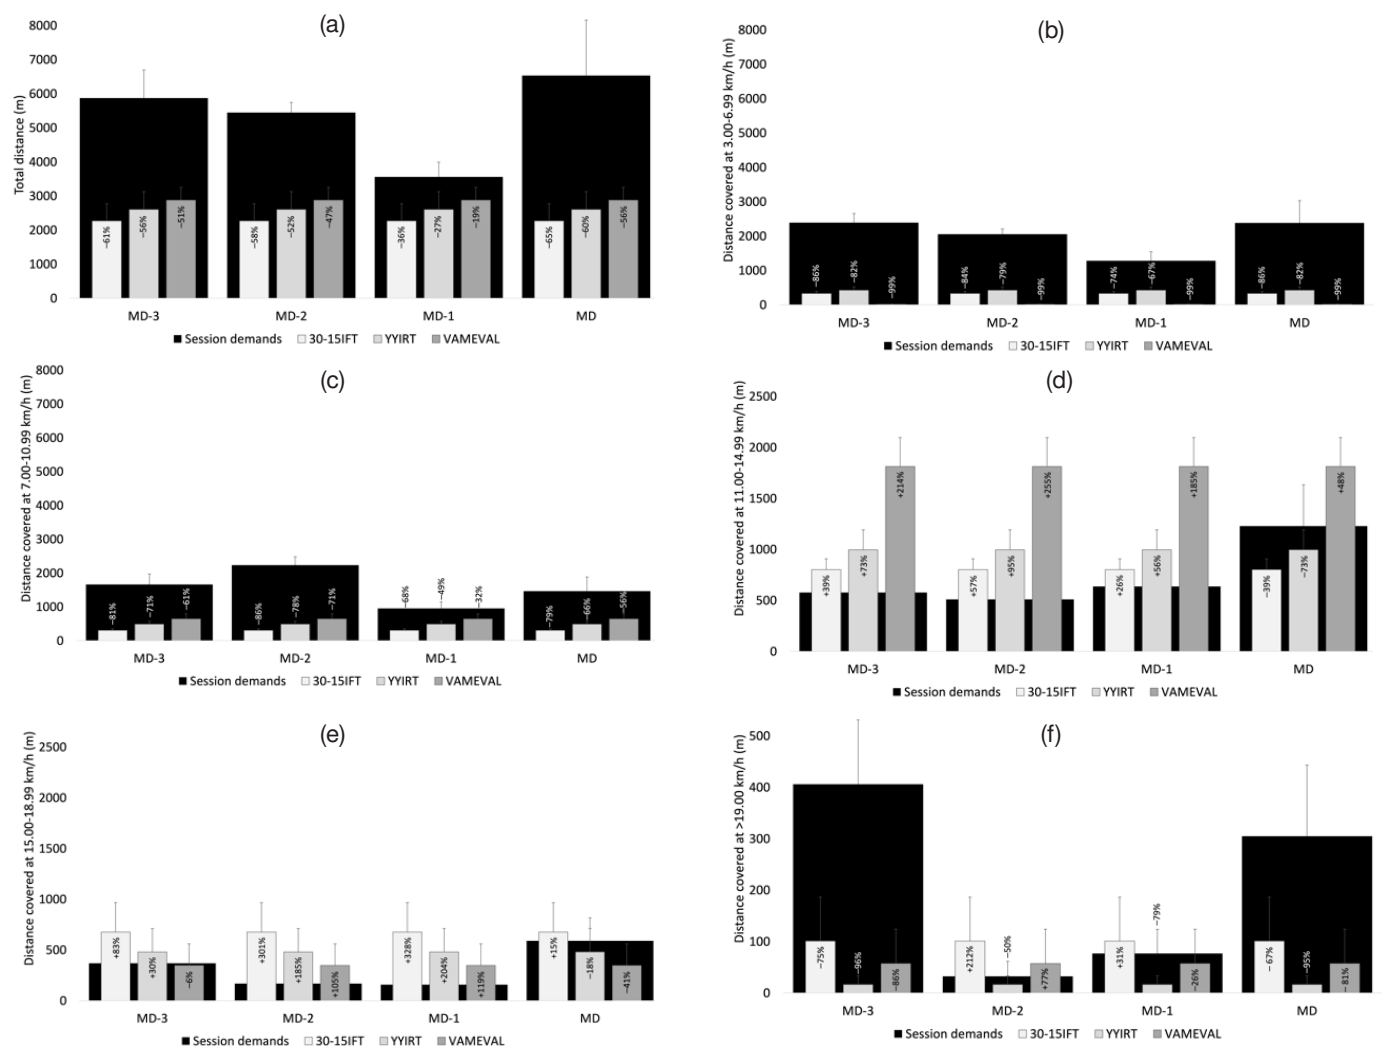 (a)
Total distance (m)
8000
7000
6000
5000
4000
3000
2000
1000
0
−61%
−56%
−51%
−58%
−52%
−47%
−36%
−27%
−19%
−65%
−60%
−56%
MD-3
MD-2
MD-1
MD
Session demands
30-15IFT
YYIRT
VAMEVAL
(b)
Distance covered at 3.00-6.99 km/h (m)
8000
7000
6000
5000
4000
3000
2000
1000
0
−86%
−82%
−99%
−84%
−79%
−99%
−74%
−67%
−99%
−86%
−82%
−99%
MD-3
MD-2
MD-1
MD
Session demands
30-15IFT
YYIRT
VAMEVAL
(c)
Distance covered at 7.00-10.99 km/h (m)
8000
7000
6000
5000
4000
3000
2000
1000
0
−81%
−71%
−61%
−86%
−78%
−71%
−68%
−49%
−32%
−79%
−66%
−56%
MD-3
MD-2
MD-1
MD
Session demands
30-15IFT
YYIRT
VAMEVAL
(d)
Distance covered at 11.00-14.99 km/h (m)
2500
2000
1500
1000
500
0
+39%
+73%
+214%
+57%
+95%
+255%
+26%
+56%
+185%
−39%
−73%
+48%
MD-3
MD-2
MD-1
MD
Session demands
30-15IFT
YYIRT
VAMEVAL
(e)
Distance covered at 15.00-18.99 km/h (m)
2500
2000
1500
1000
500
0
+83%
+30%
−6%
+301%
+185%
+105%
+328%
+204%
+119%
+15%
−18%
−41%
MD-3
MD-2
MD-1
MD
Session demands
30-15IFT
YYIRT
VAMEVAL
(f)
Distance covered at >19.00 km/h (m)
500
400
300
200
100
0
−75%
−96%
−86%
+212%
−50%
+77%
+31%
−79%
−26%
−67%
−95%
−81%
MD-3
MD-2
MD-1
MD
Session demands
30-15IFT
YYIRT
VAMEVAL